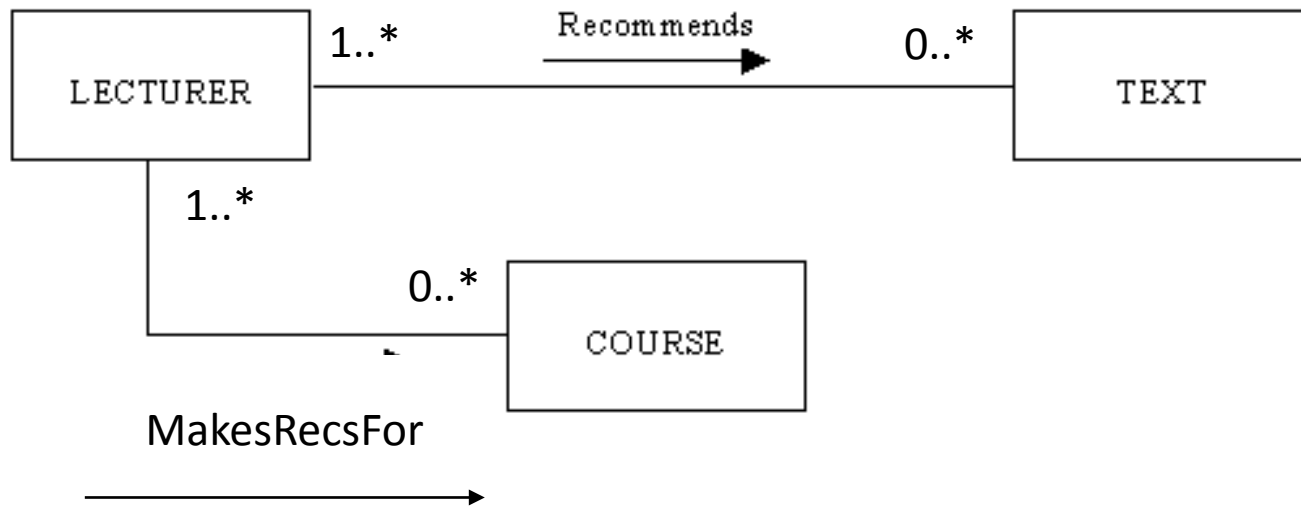 Recommends
1..*
0..*
LECTURER
TEXT
1..*
0..*
COURSE
MakesRecsFor